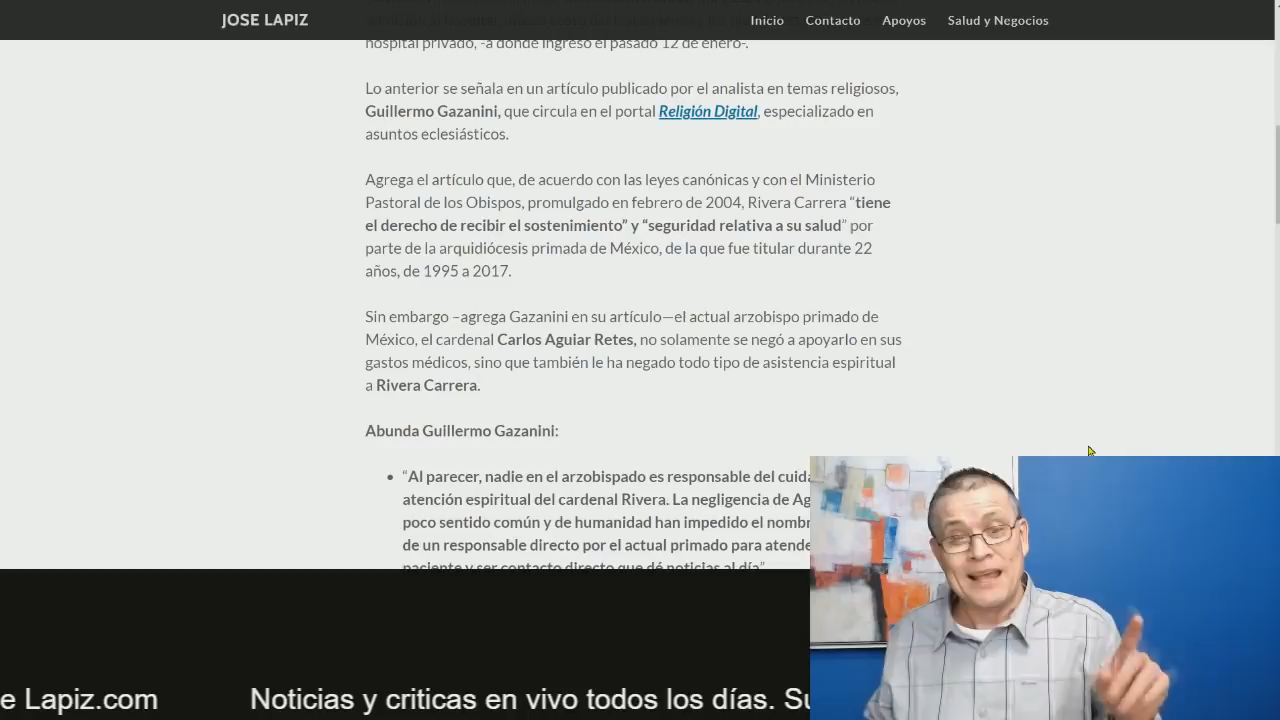 JOSE LAPIZ
Inicio Contacto Apoyos Salud y Negocios
hospital privado, -a donde ingresó el pasado 12 de enero-.
Lo anterior se señala en un artículo publicado por el analista en temas religiosos,
Guillermo Gazanini, que circula en el portal Religión Digital, especializado en
asuntos eclesiásticos.
Agrega el artículo que, de acuerdo con las leyes canónicas y con el Ministerio
Pastoral de los Obispos, promulgado en febrero de 2004, Rivera Carrera “tiene
el derecho de recibir el sostenimiento” y “seguridad relativa a su salud” por
parte de la arquidiócesis primada de México, de la que fue titular durante 22
años, de 1995 a 2017.
Sin embargo –agrega Gazanini en su artículo—el actual arzobispo primado de
México, el cardenal Carlos Aguiar Retes, no solamente se negó a apoyarlo en sus
gastos médicos, sino que también le ha negado todo tipo de asistencia espiritual
a Rivera Carrera.
Abunda Guillermo Gazanini:
• “Al parecer, nadie en el arzobispado es responsable del cuida
atención espiritual del cardenal Rivera. La negligencia de Ag
poco sentido común y de humanidad han impedido el nombr
de un responsable directo por el actual primado para atende
paciente y ser contacto directo que dé noticias al día”
e Lapiz.com Noticias y criticas en vivo todos los días. Su